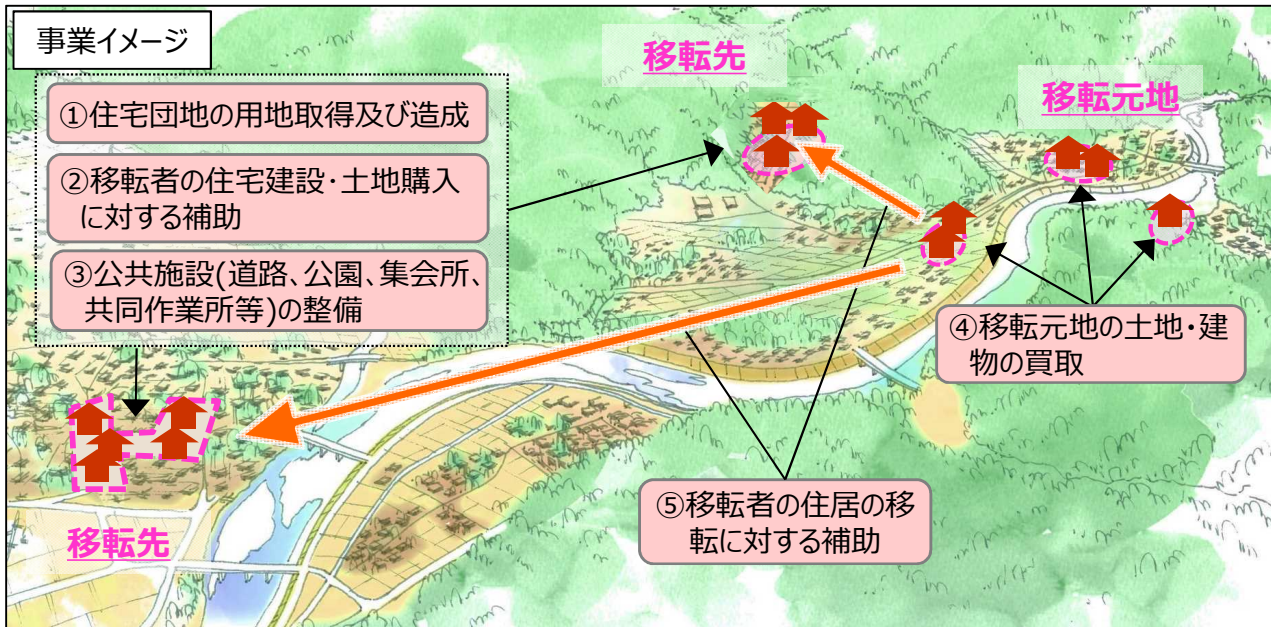 事業イメージ
移転先
移転元地
①住宅団地の用地取得及び造成
②移転者の住宅建設・土地購入
に対する補助
③公共施設(道路、公園、集会所、
共同作業所等)の整備
④移転元地の土地・建
物の買取
移転先
⑤移転者の住居の移
転に対する補助